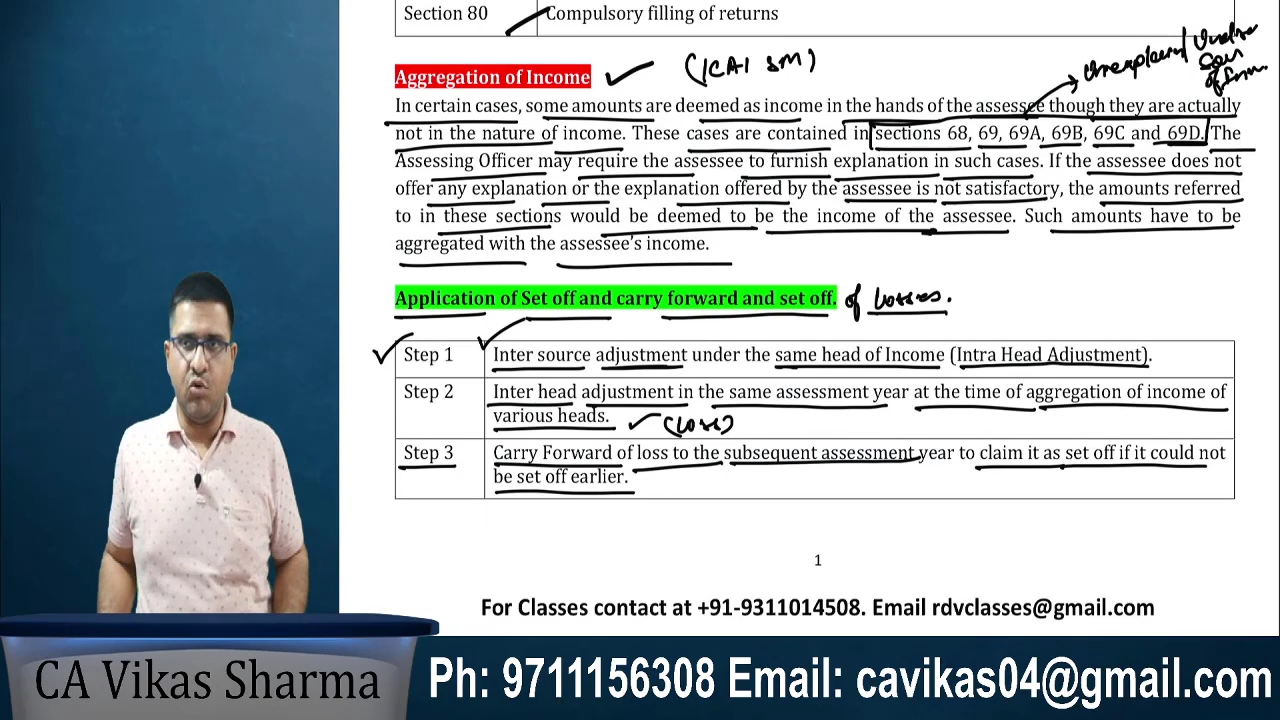 Section 80 Compulsory filling of returns
Aggregation of Income (ICAI SM) Unexplained
In certain cases, some amounts are deemed as income in the hands of the assessee though they are actually
not in the nature of income. These cases are contained in sections 68, 69, 69A, 69B, 69C and 69D. The
Assessing Officer may require the assessee to furnish explanation in such cases. If the assessee does not
offer any explanation or the explanation offered by the assessee is not satisfactory, the amounts referred
to in these sections would be deemed to be the income of the assessee. Such amounts have to be
aggregated with the assessee's income.
Application of Set off and carry forward and set off. of Losses.
Step 1 Inter source adjustment under the same head of Income (Intra Head Adjustment).
Step 2 Inter head adjustment in the same assessment year at the time of aggregation of income of
various heads. (Loss)
Step 3 Carry Forward of loss to the subsequent assessment year to claim it as set off if it could not
be set off earlier.
1
For Classes contact at +91-9311014508. Email rdvclasses@gmail.com
CA Vikas Sharma
Ph: 9711156308 Email: cavikas04@gmail.com